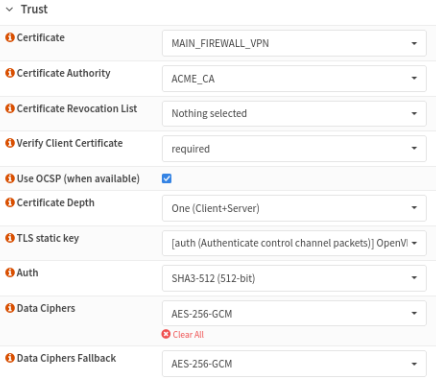 Trust
Certificate
MAIN_FIREWALL_VPN
Certificate Authority
ACME_CA
Certificate Revocation List
Nothing selected
Verify Client Certificate
required
Use OCSP (when available)
Certificate Depth
One (Client+Server)
TLS static key
[auth (Authenticate control channel packets)] OpenV
Auth
SHA3-512 (512-bit)
Data Ciphers
AES-256-GCM
Clear All
Data Ciphers Fallback
AES-256-GCM